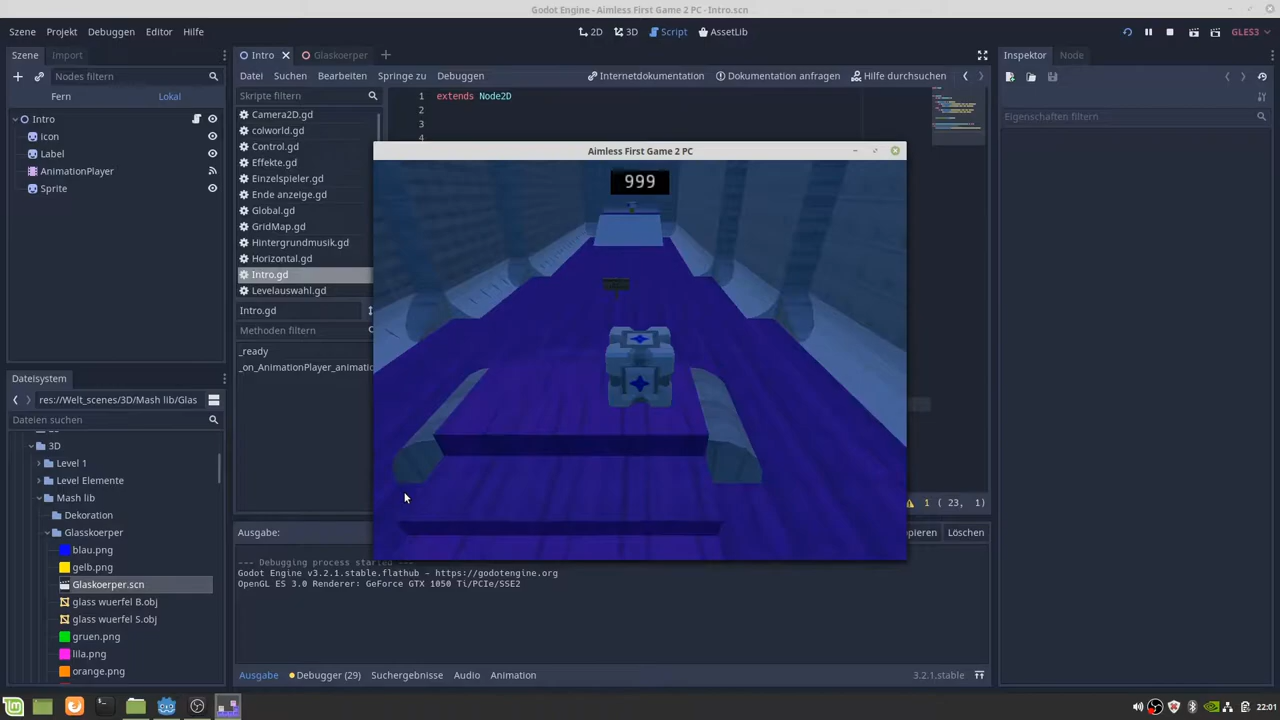 Godot Engine - Aimless First Game 2 PC - Intro.scn
Szene Projekt Debuggen Editor Hilfe
2D 3D Script AssetLib
GLES3
Szene Import
Nodes filtern
Fern Lokal
Intro
icon
Label
AnimationPlayer
Sprite
Dateisystem
res://Welt_scenes/3D/Mash lib/Glas
Dateien suchen
3D
Level 1
Level Elemente
Mash lib
Dekoration
Glasskoerper
blau.png
gelb.png
Glaskoerper.scn
glass wuerfel B.obj
glass wuerfel S.obj
gruen.png
lila.png
orange.png
Intro Glaskoerper
Datei Suchen Bearbeiten Springe zu Debuggen
Internetdokumentation Dokumentation anfragen Hilfe durchsuchen
Skripte filtern
Camera2D.gd
colworld.gd
Control.gd
Effekte.gd
Einzelspieler.gd
Ende anzeige.gd
Global.gd
GridMap.gd
Hintergrundmusik.gd
Horizontal.gd
Intro.gd
Levelauswahl.gd
Intro.gd
Methoden filtern
_ready
_on_AnimationPlayer_animatio
1 extends Node2D
2
3
4
Aimless First Game 2 PC
999
1 ( 23, 1)
Ausgabe:
opieren Löschen
--- Debugging process started ---
Godot Engine v3.2.1.stable.flathub - https://godotengine.org
OpenGL ES 3.0 Renderer: GeForce GTX 1050 Ti/PCIe/SSE2
Ausgabe Debugger (29) Suchergebnisse Audio Animation
3.2.1.stable
Inspektor Node
Eigenschaften filtern
22:01